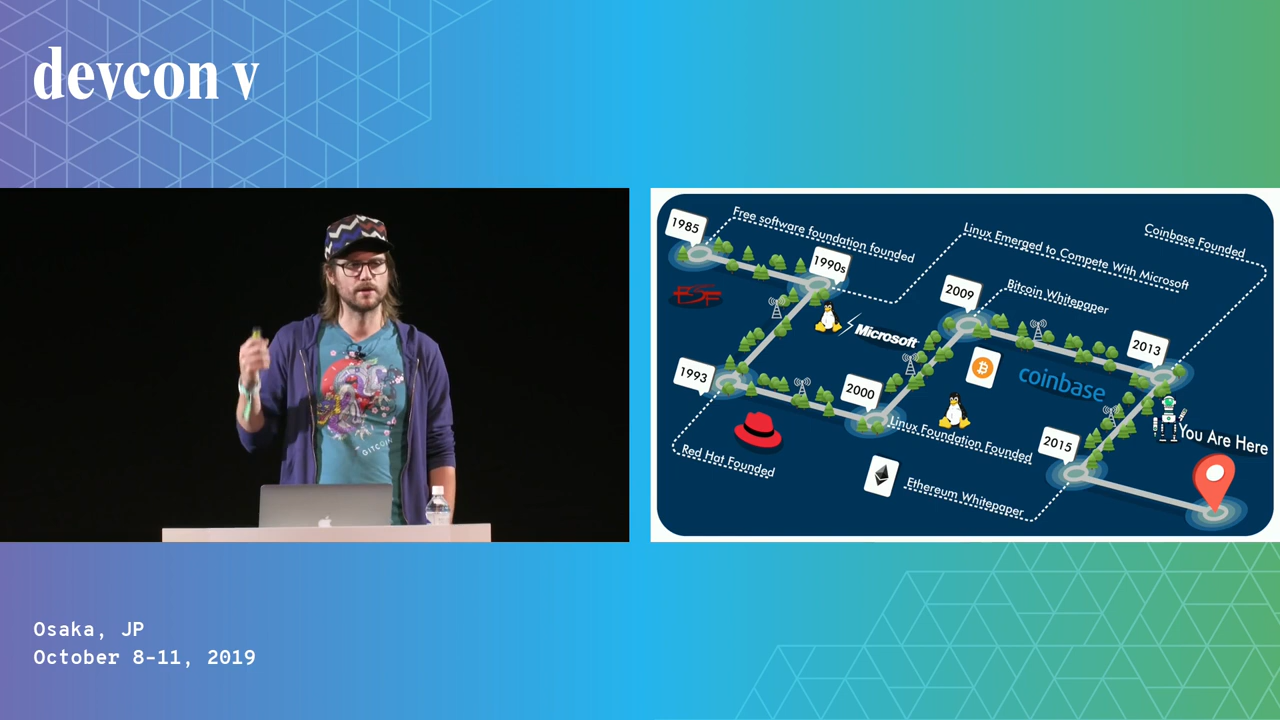 devcon v
GITCOIN
1985
Free software foundation founded
1990s
Linux Emerged to Compete With Microsoft
Coinbase Founded
FSF
Microsoft
2009
Bitcoin Whitepaper
2013
1993
coinbase
2000
You Are Here
Linux Foundation Founded
2015
Red Hat Founded
Ethereum Whitepaper
Osaka, JP
October 8-11, 2019